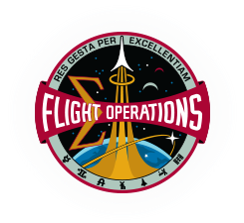 RES GESTA PER EXCELLENTIAM
FLIGHT OPERATIONS
Σ